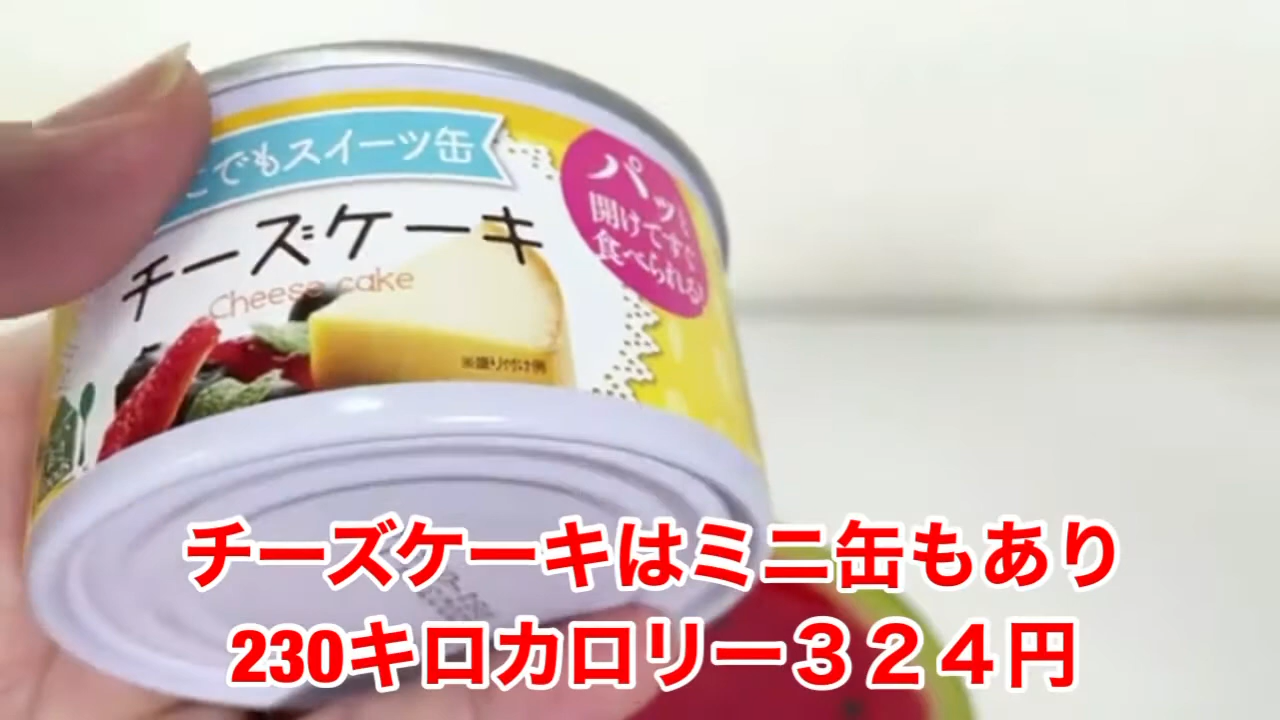 こでもスイーツ缶
チーズケーキ
Cheese cake
パッと
開けてすぐ
食べられる!
※盛り付け例
チーズケーキはミニ缶もあり
230キロカロリー３２４円